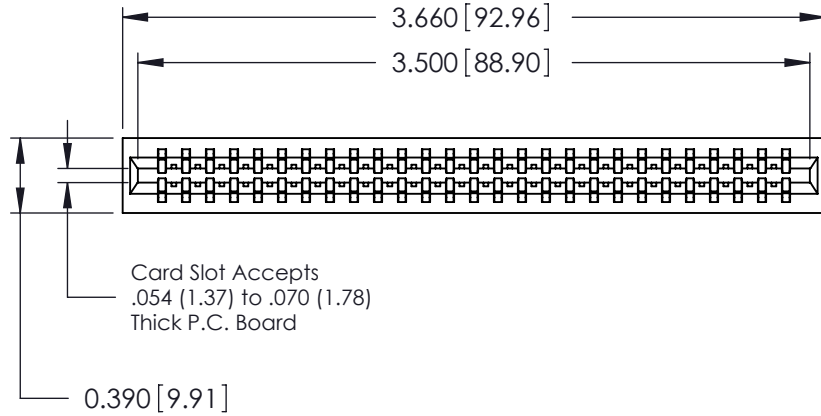 3.660 [92.96]
3.500 [88.90]
Card Slot Accepts
.054 (1.37) to .070 (1.78)
Thick P.C. Board
0.390 [9.91]